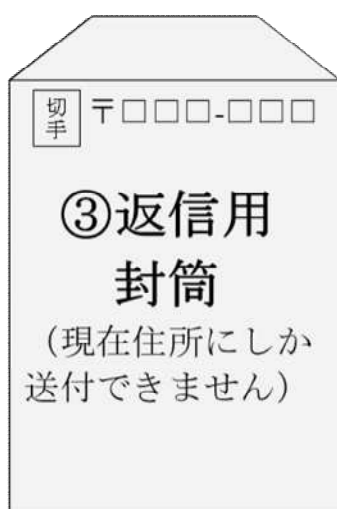 切手
〒□□□-□□□
③返信用
封筒
（現在住所にしか
送付できません）